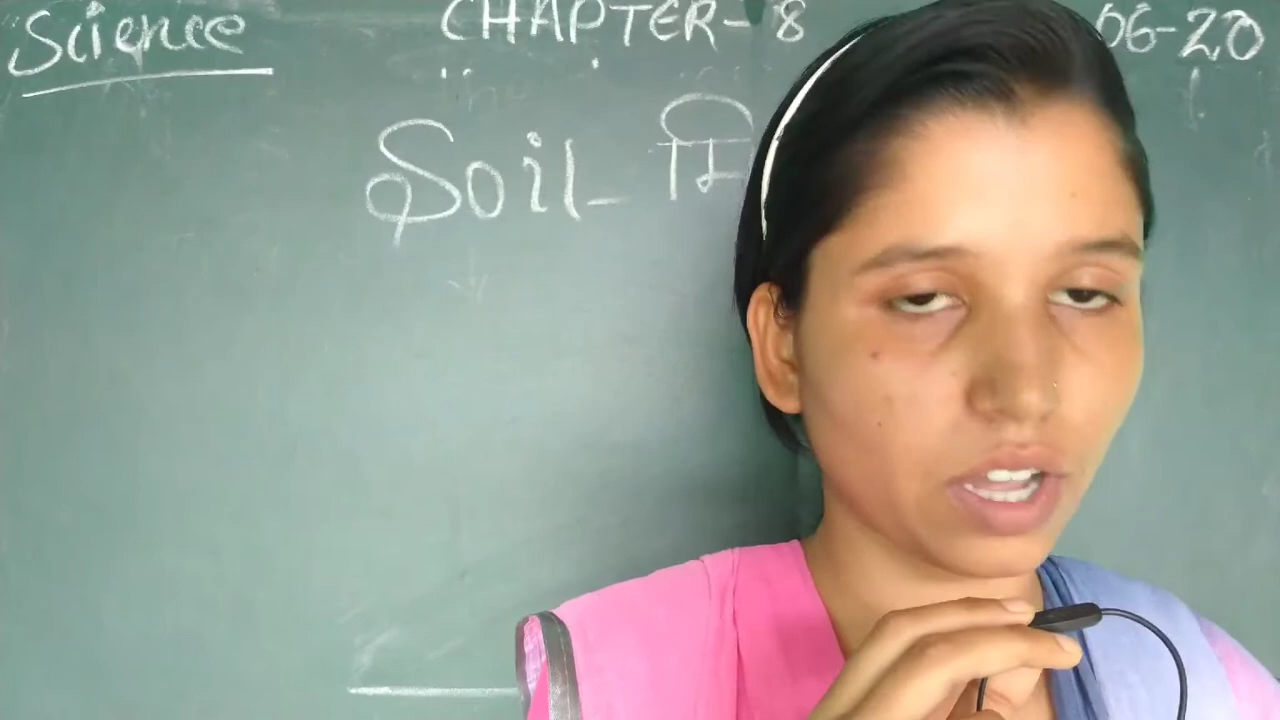 Science CHAPTER-8 06-20
Soil- मि